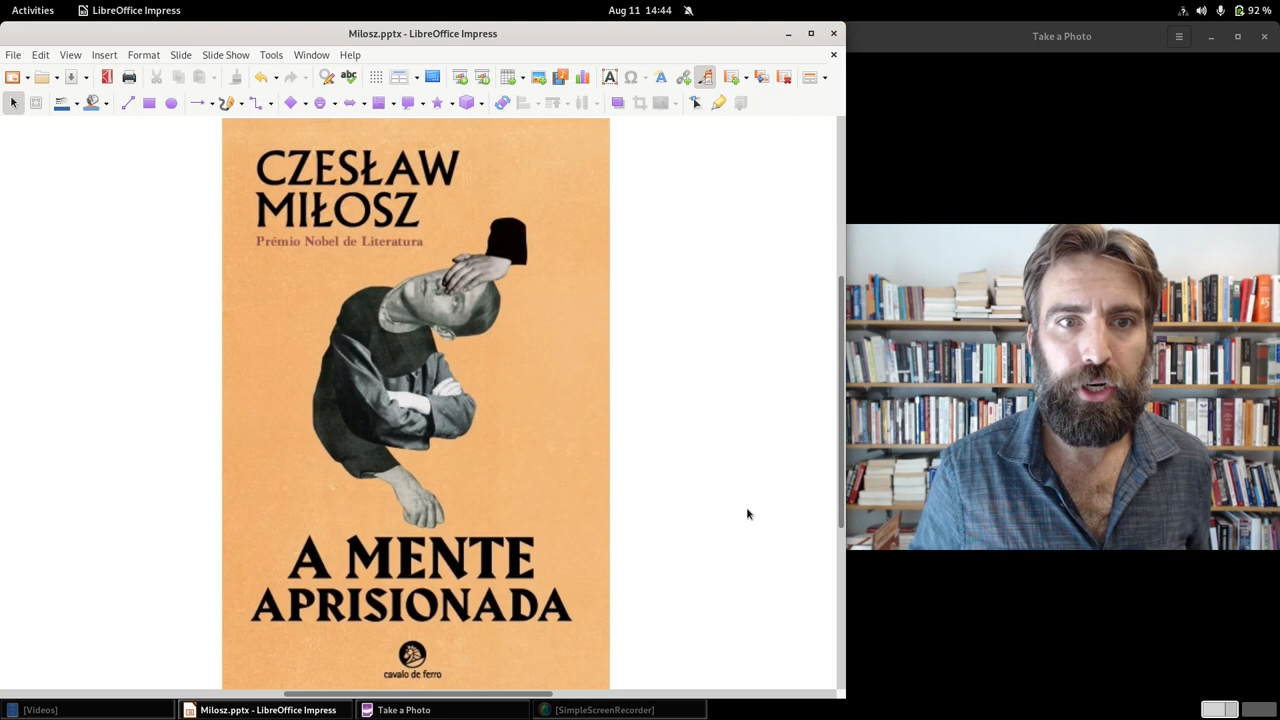 Activities
LibreOffice Impress
Aug 11 14:44
92 %
Milosz.pptx - LibreOffice Impress
File Edit View Insert Format Slide Slide Show Tools Window Help
Take a Photo
CZESŁAW
MIŁOSZ
Prémio Nobel de Literatura
A MENTE
APRISIONADA
cavalo de ferro
[Videos]
Milosz.pptx - LibreOffice Impress
Take a Photo
[SimpleScreenRecorder]